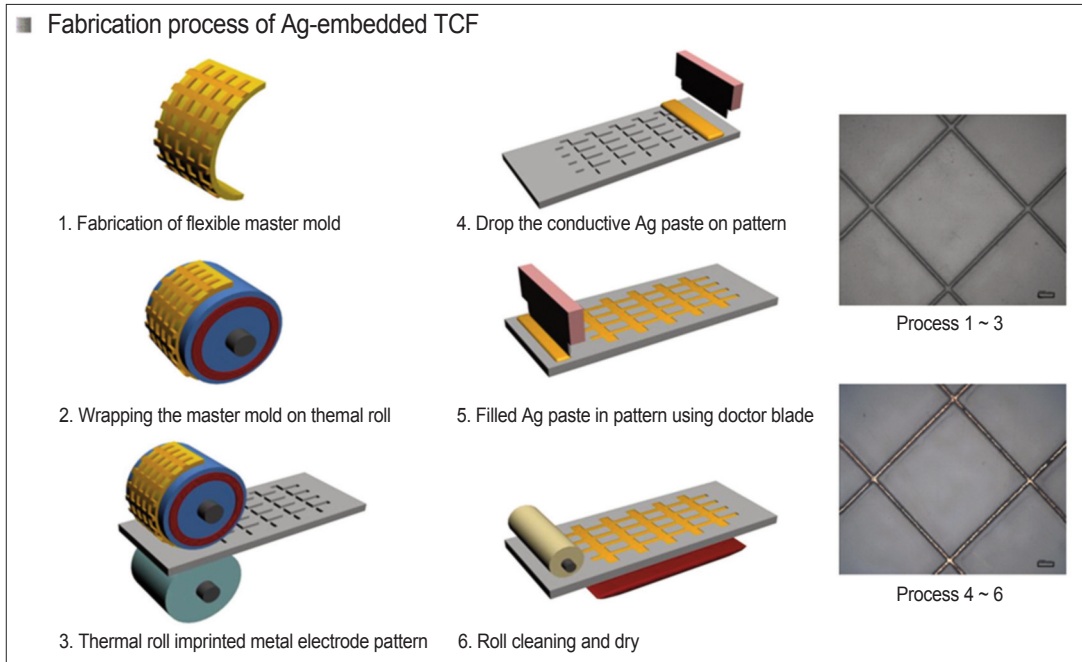 Fabrication process of Ag-embedded TCF
1. Fabrication of flexible master mold
2. Wrapping the master mold on themal roll
3. Thermal roll imprinted metal electrode pattern
4. Drop the conductive Ag paste on pattern
5. Filled Ag paste in pattern using doctor blade
6. Roll cleaning and dry
Process 1 ~ 3
Process 4 ~ 6